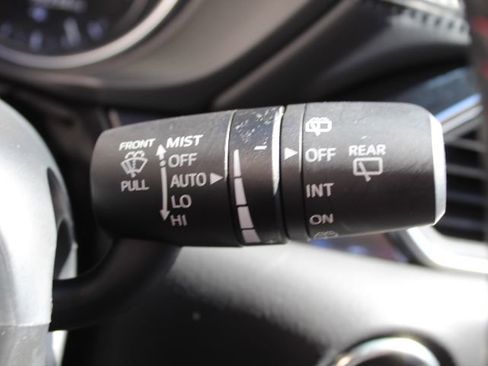 FRONT MIST
OFF
PULL AUTO
LO
HI
OFF REAR
INT
ON